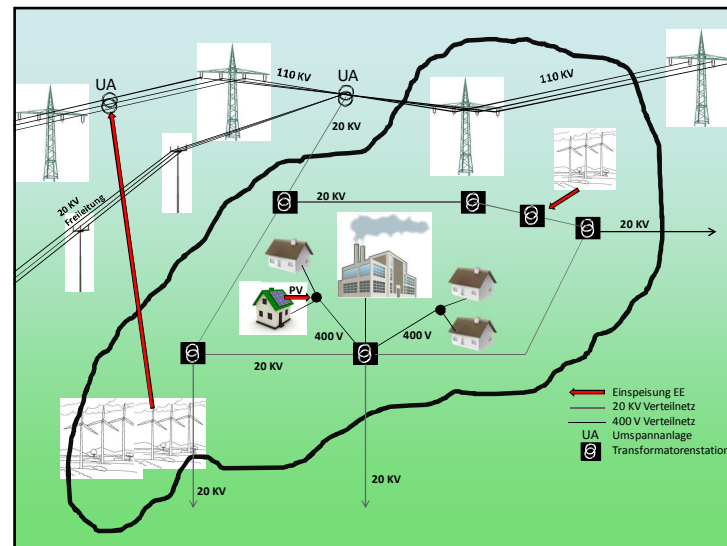 110 KV
110 KV
UA
UA
20 KV
20 KV
Freileitung
20 KV
20 KV
PV
400 V
400 V
20 KV
20 KV
20 KV
Einspeisung EE
20 KV Verteilnetz
400 V Verteilnetz
UA Umspannanlage
Transformatorenstation